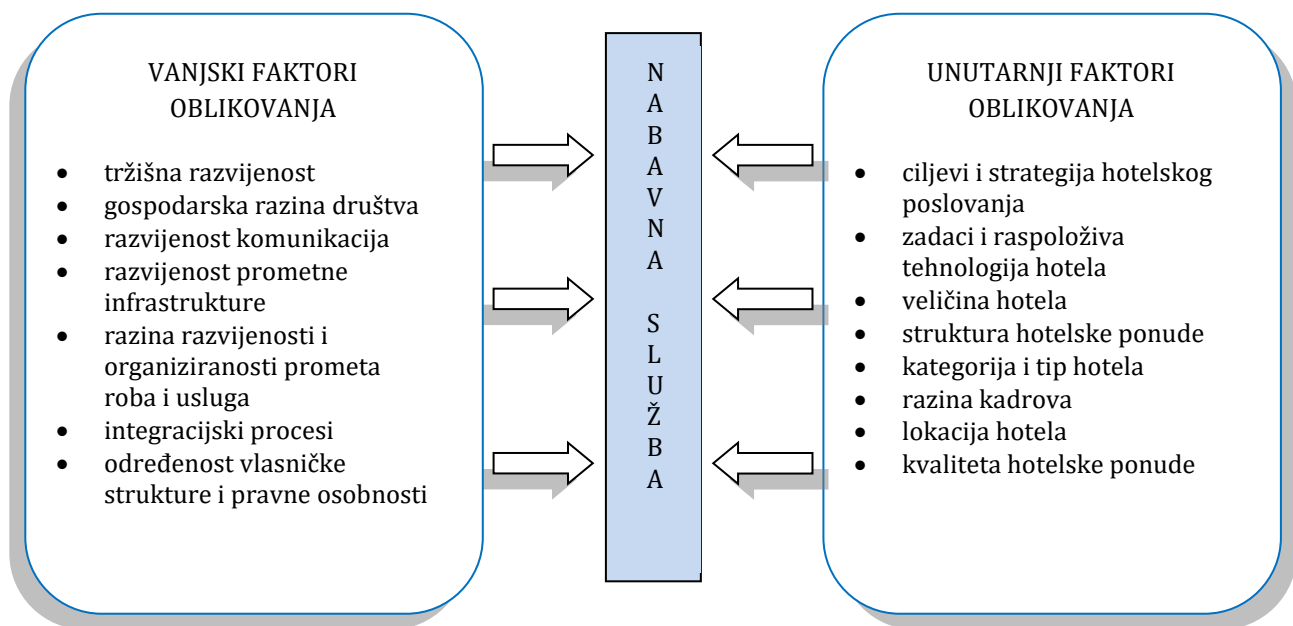 VANJSKI FAKTORI
OBLIKOVANJA
• tržišna razvijenost
• gospodarska razina društva
• razvijenost komunikacija
• razvijenost prometne
infrastrukture
• razina razvijenosti i
organiziranosti prometa
roba i usluga
• integracijski procesi
• određenost vlasničke
strukture i pravne osobnosti
N
A
B
A
V
N
A
S
L
U
Ž
B
A
UNUTARNJI FAKTORI
OBLIKOVANJA
• ciljevi i strategija hotelskog
poslovanja
• zadaci i raspoloživa
tehnologija hotela
• veličina hotela
• struktura hotelske ponude
• kategorija i tip hotela
• razina kadrova
• lokacija hotela
• kvaliteta hotelske ponude